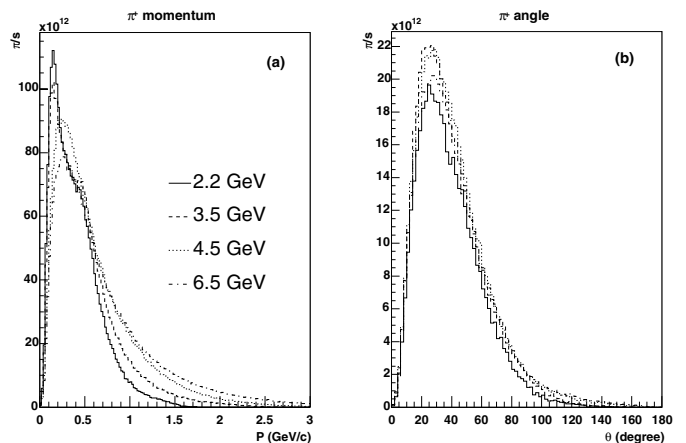 π+ momentum
x10¹²
π/s
(a)
100
80
60
40
20
0
2.2 GeV
3.5 GeV
4.5 GeV
6.5 GeV
0 0.5 1 1.5 2 2.5 3
P (GeV/c)
π+ angle
x10¹²
π/s
(b)
22
20
18
16
14
12
10
8
6
4
2
0
0 20 40 60 80 100 120 140 160 180
θ (degree)